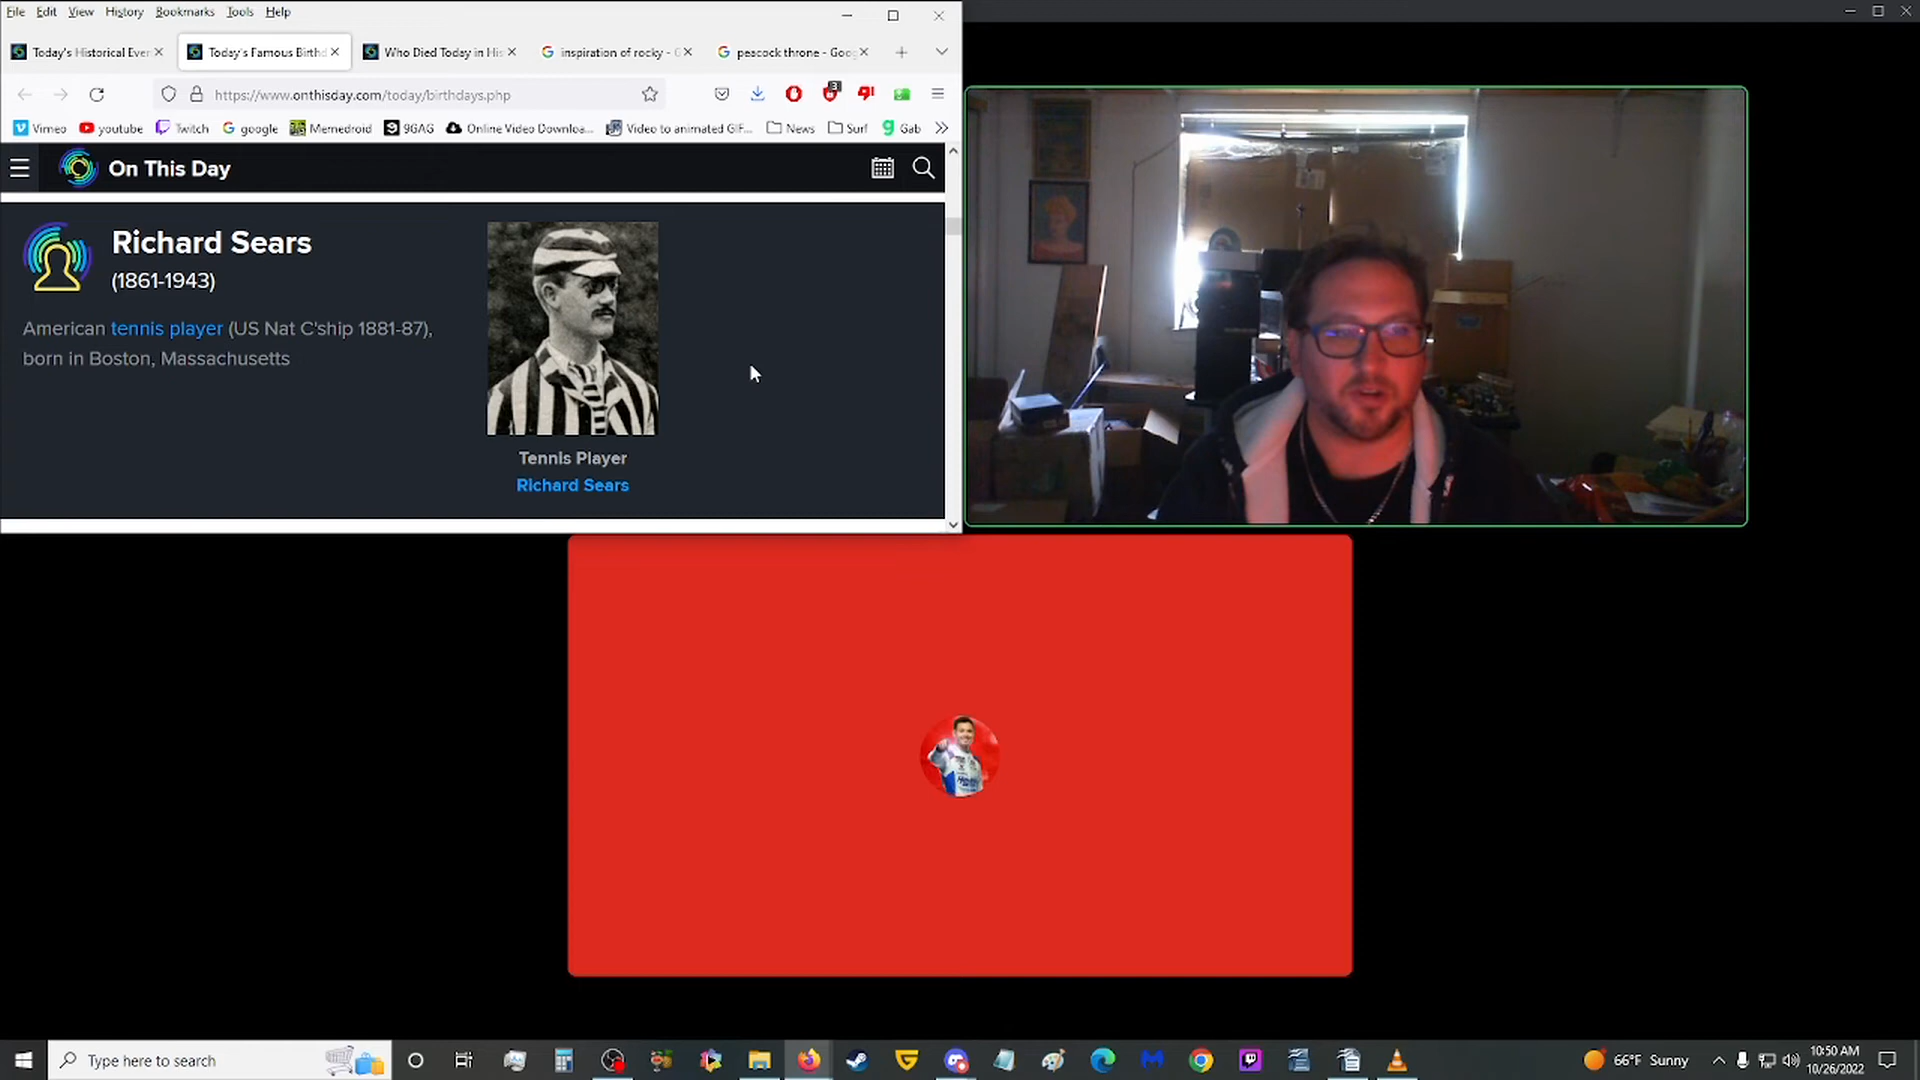 File Edit View History Bookmarks Tools Help
Today's Historical Even
Today's Famous Birthd
Who Died Today in His
inspiration of rocky - G
peacock throne - Goog
https://www.onthisday.com/today/birthdays.php
3
Vimeo youtube Twitch google Memedroid 9GAG Online Video Downloa... Video to animated GIF... News Surf Gab
On This Day
Richard Sears
(1861-1943)
American tennis player (US Nat C'ship 1881-87),
born in Boston, Massachusetts
Tennis Player
Richard Sears
Type here to search
66°F Sunny
10:50 AM
10/26/2022